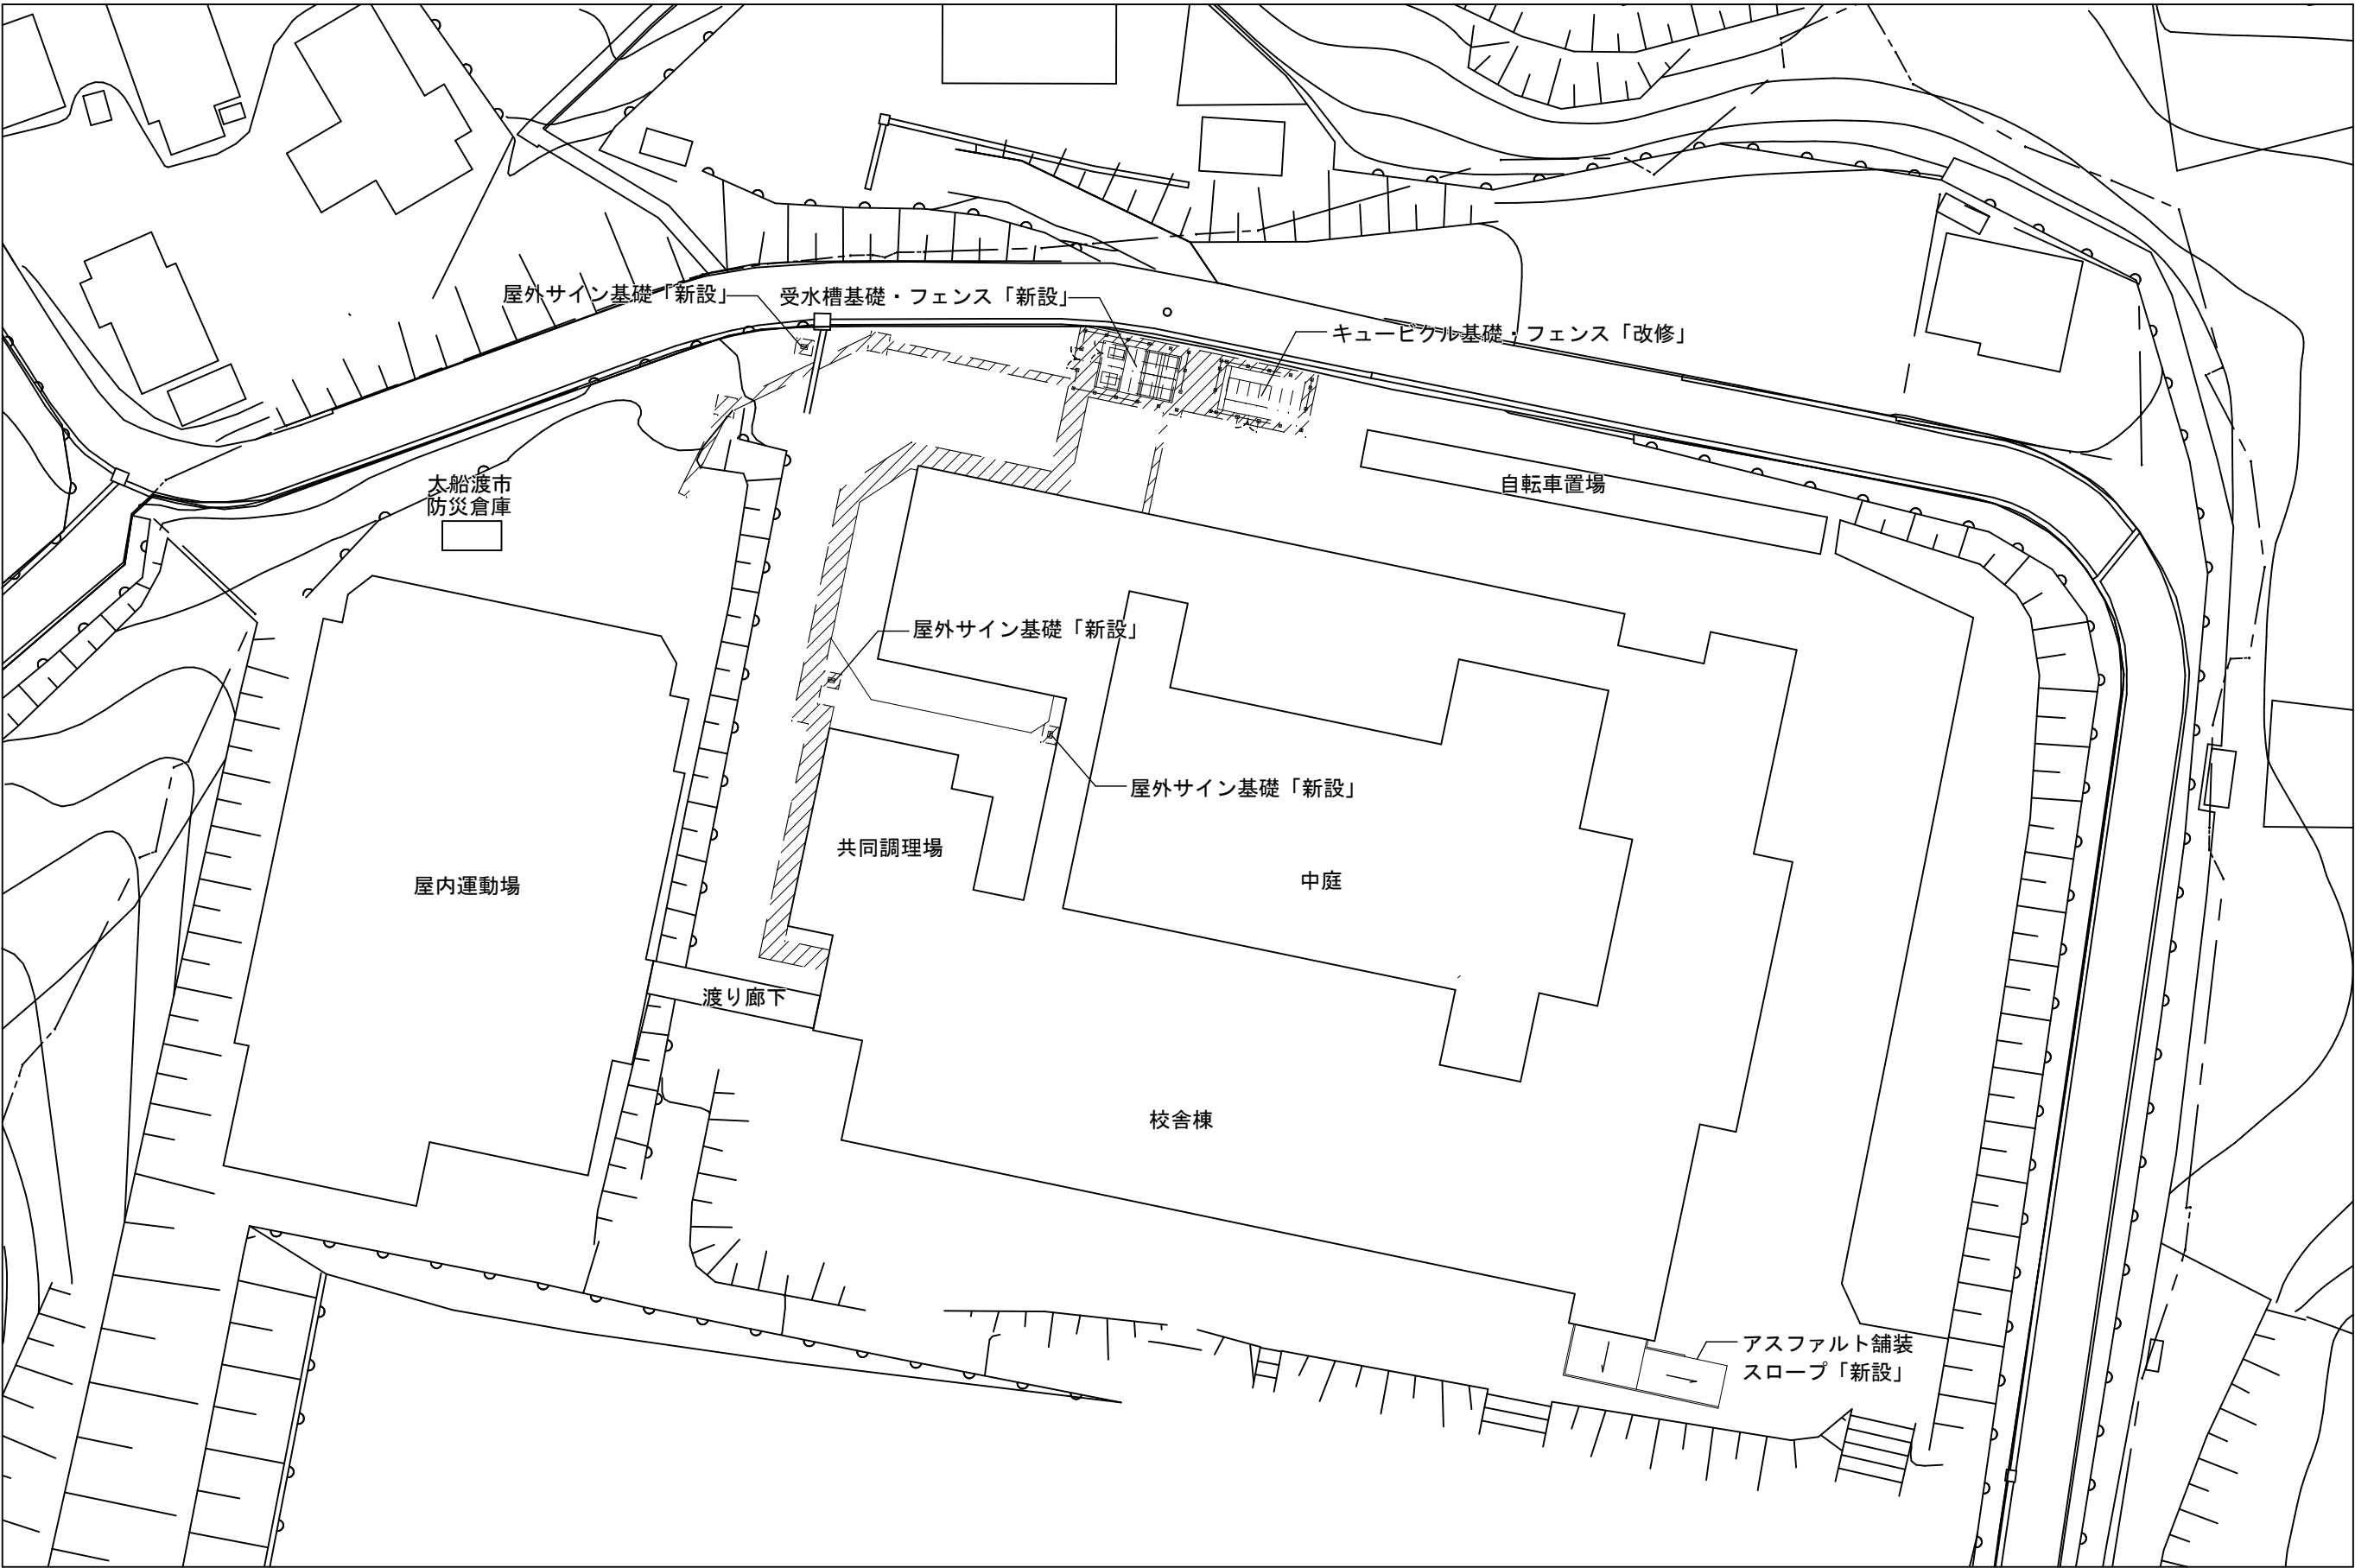 屋外サイン基礎「新設」
受水槽基礎・フェンス「新設」
キュービクル基礎・フェンス「改修」
大船渡市
防災倉庫
自転車置場
屋外サイン基礎「新設」
屋外サイン基礎「新設」
共同調理場
屋内運動場
中庭
渡り廊下
校舎棟
アスファルト舗装
スロープ「新設」